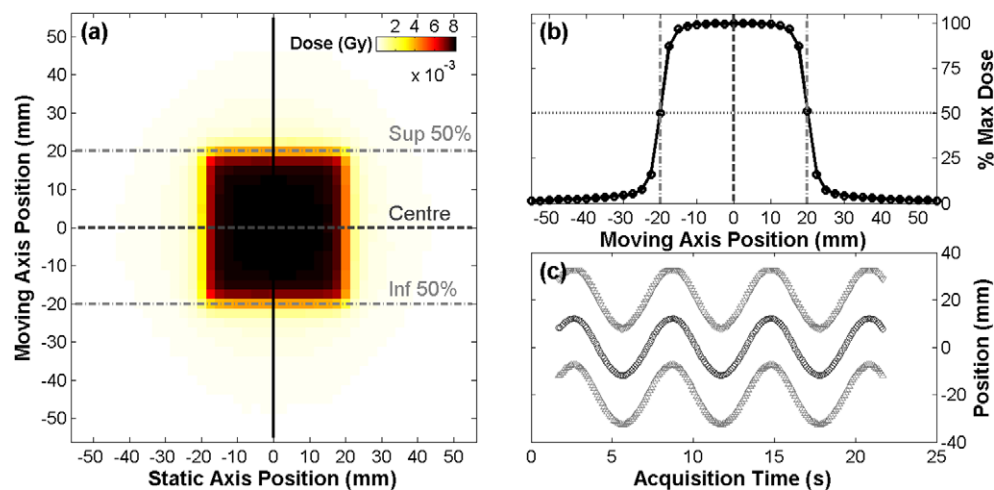 (a)
Dose (Gy)
2 4 6 8
x 10⁻³
Sup 50%
Centre
Inf 50%
50
40
30
20
10
0
-10
-20
-30
-40
-50
Moving Axis Position (mm)
-50 -40 -30 -20 -10 0 10 20 30 40 50
Static Axis Position (mm)
(b)
100
75
50
25
0
% Max Dose
-50 -40 -30 -20 -10 0 10 20 30 40 50
Moving Axis Position (mm)
(c)
40
20
0
-20
-40
Position (mm)
0 5 10 15 20 25
Acquisition Time (s)